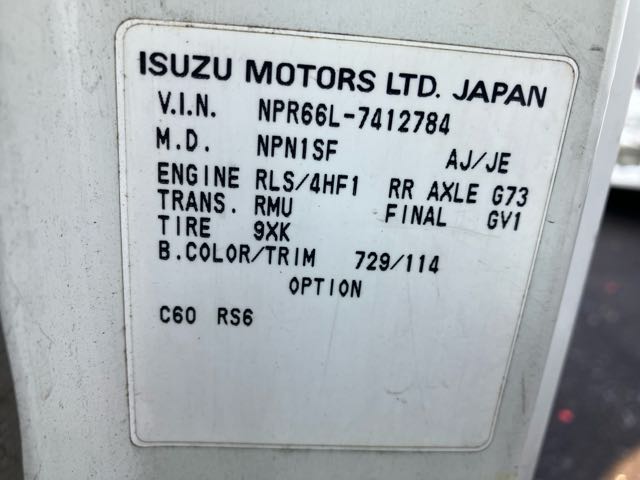 ISUZU MOTORS LTD. JAPAN
V.I.N. NPR66L-7412784
M.D. NPN1SF AJ/JE
ENGINE RLS/4HF1 RR AXLE G73
TRANS. RMU FINAL GV1
TIRE 9XK
B.COLOR/TRIM 729/114
OPTION
C60 RS6